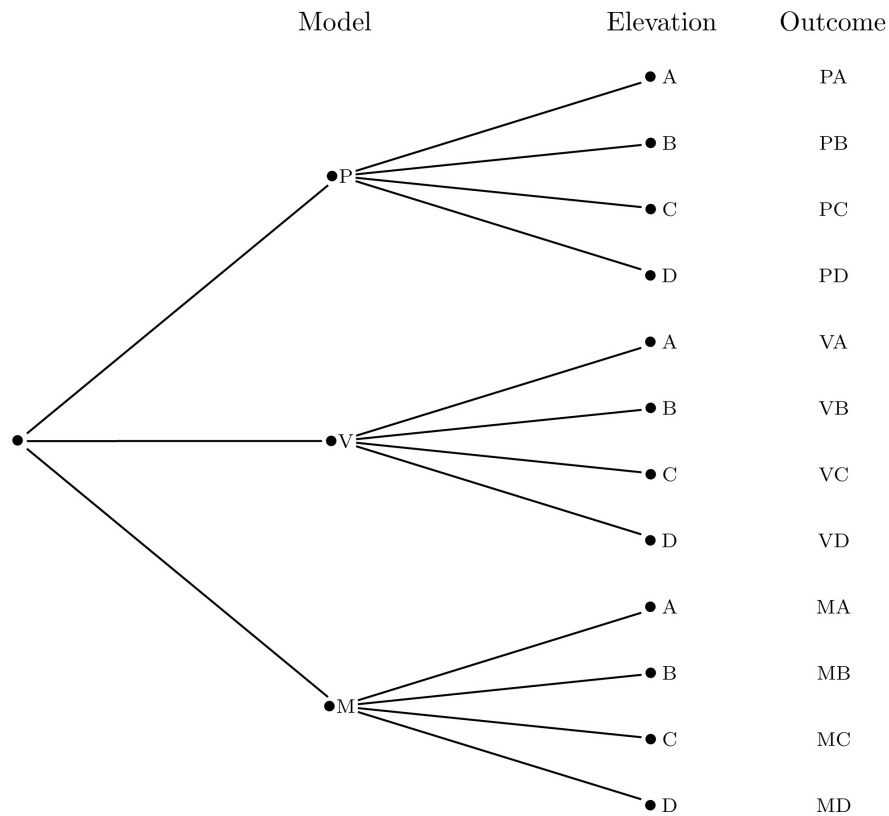 Model Elevation Outcome
A PA
B PB
P
C PC
D PD
A VA
B VB
V
C VC
D VD
A MA
B MB
M
C MC
D MD